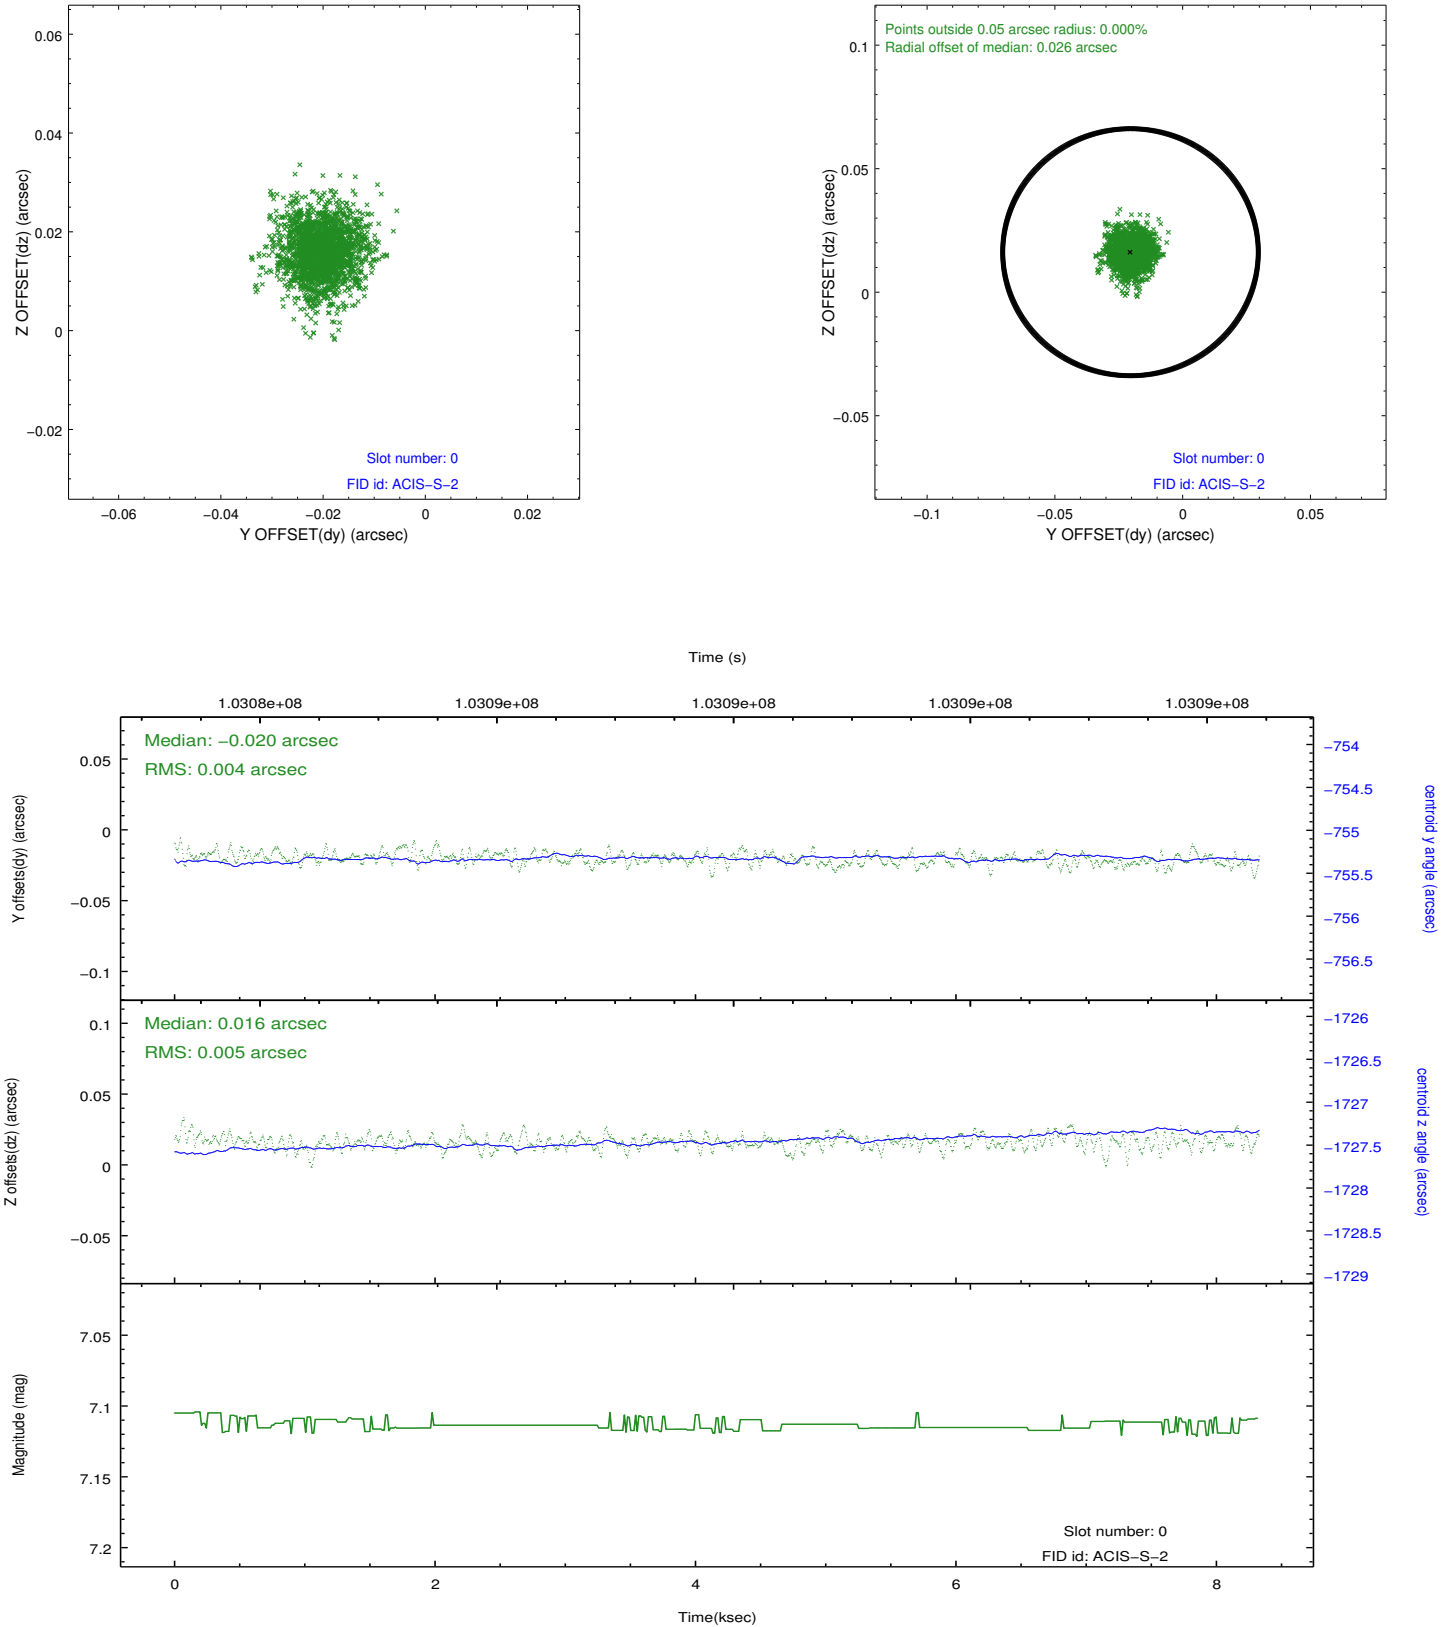 0.06
0.04
0.02
0
−0.02
Z OFFSET(dz) (arcsec)
Slot number: 0
FID id: ACIS−S−2
−0.06
−0.04
−0.02
0
0.02
Y OFFSET(dy) (arcsec)
Points outside 0.05 arcsec radius: 0.000%
Radial offset of median: 0.026 arcsec
0.1
0.05
0
−0.05
Z OFFSET(dz) (arcsec)
Slot number: 0
FID id: ACIS−S−2
−0.1
−0.05
0
0.05
Y OFFSET(dy) (arcsec)
Time (s)
1.0308e+08
1.0309e+08
1.0309e+08
1.0309e+08
1.0309e+08
Median: −0.020 arcsec
RMS: 0.004 arcsec
0.05
0
−0.05
−0.1
Y offsets(dy) (arcsec)
−754
−754.5
−755
−755.5
−756
−756.5
centroid y angle (arcsec)
Median: 0.016 arcsec
RMS: 0.005 arcsec
0.1
0.05
0
−0.05
Z offsets(dz) (arcsec)
−1726
−1726.5
−1727
−1727.5
−1728
−1728.5
−1729
centroid z angle (arcsec)
7.05
7.1
7.15
7.2
Magnitude (mag)
Slot number: 0
FID id: ACIS−S−2
0
2
4
6
8
Time(ksec)